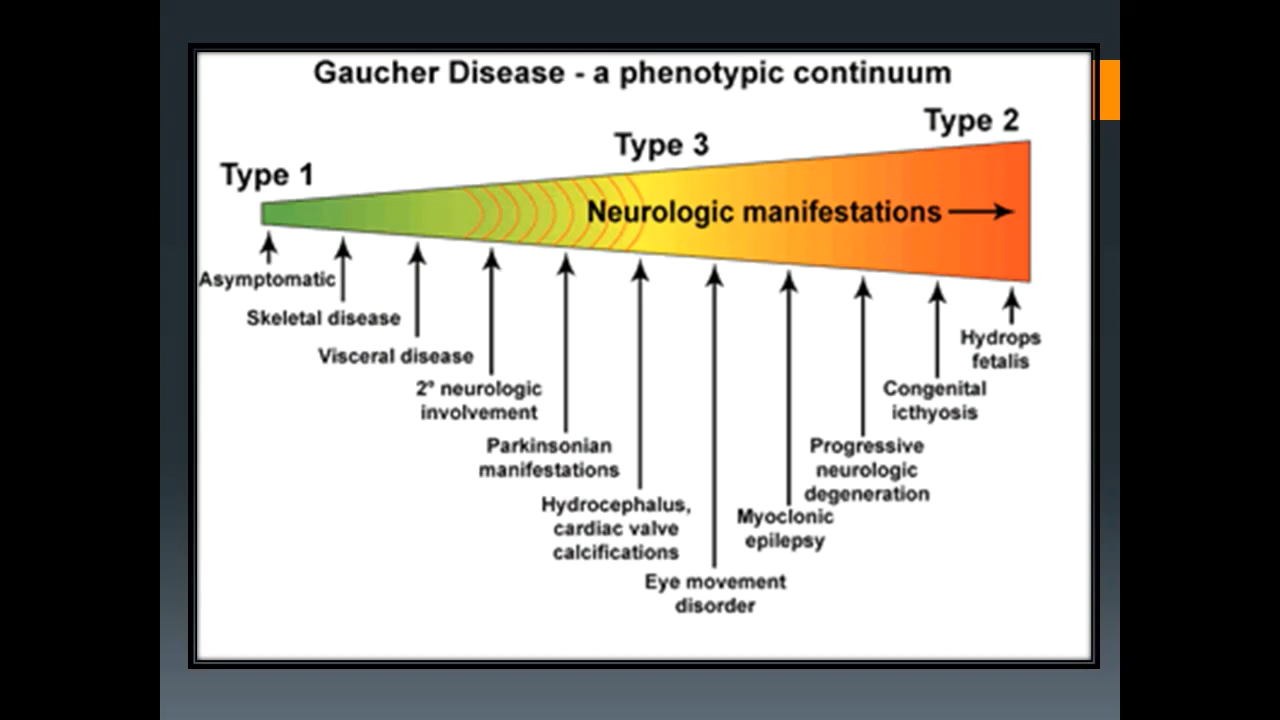 Gaucher Disease - a phenotypic continuum
Type 1
Type 3
Type 2
Neurologic manifestations
Asymptomatic
Skeletal disease
Visceral disease
2° neurologic
involvement
Parkinsonian
manifestations
Hydrocephalus,
cardiac valve
calcifications
Eye movement
disorder
Myoclonic
epilepsy
Progressive
neurologic
degeneration
Congenital
icthyosis
Hydrops
fetalis